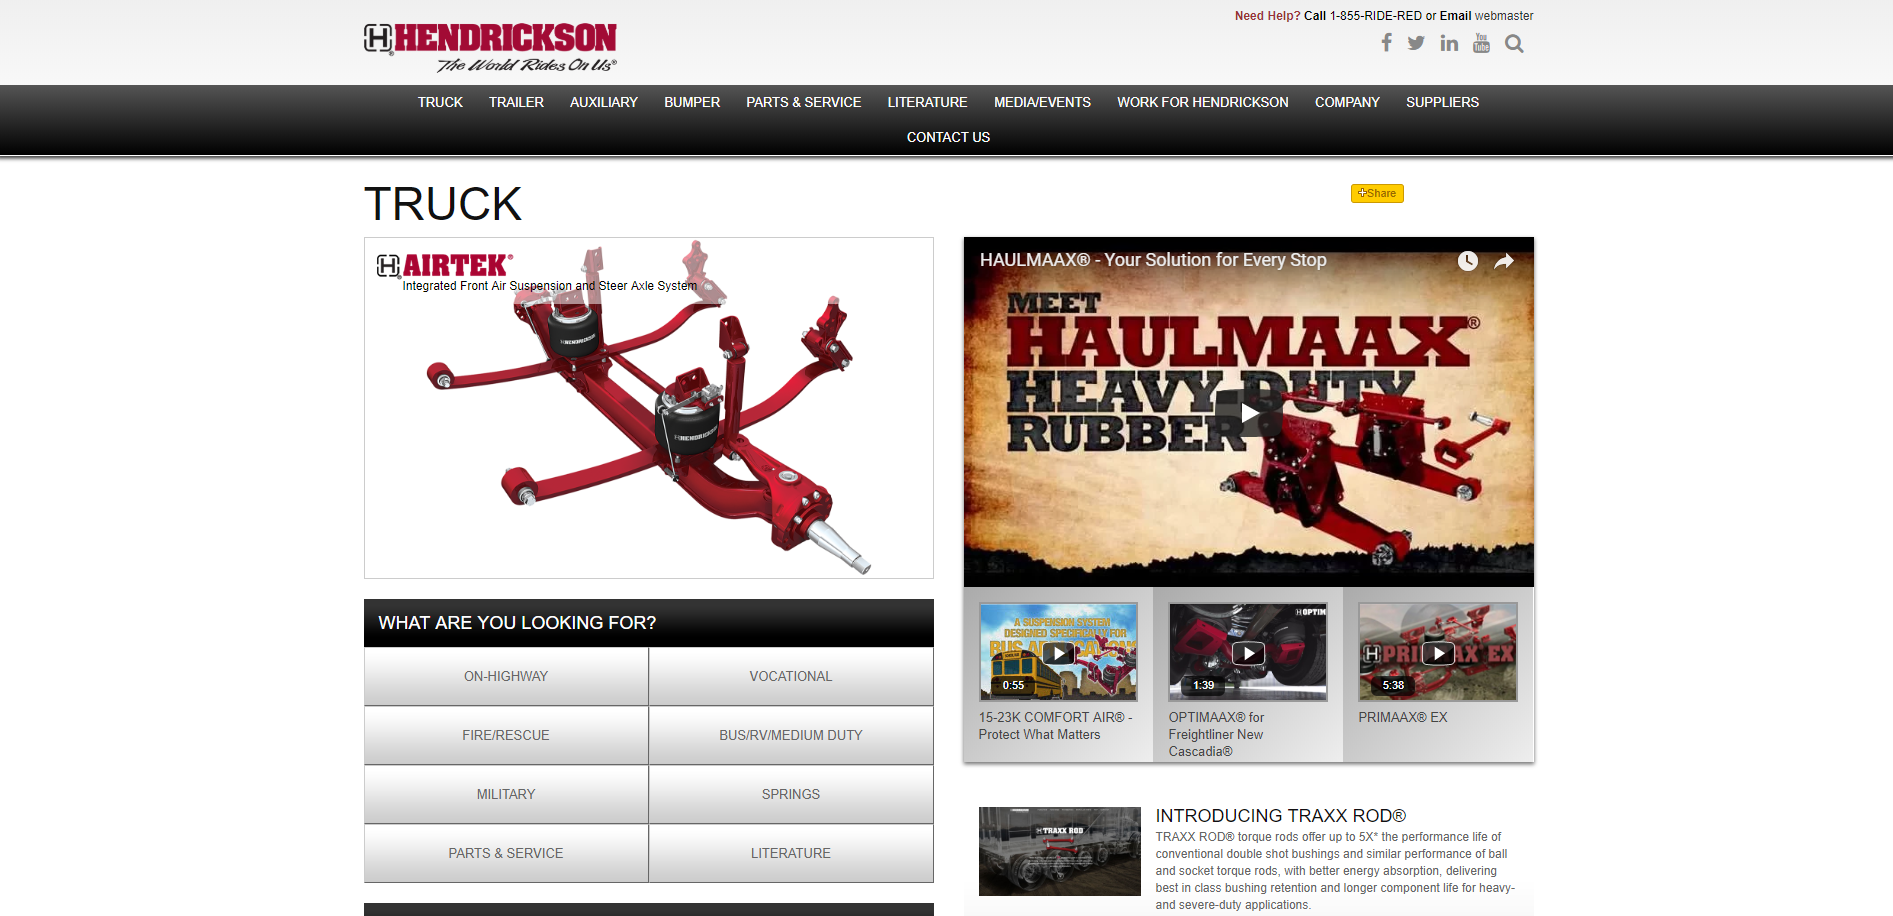 Need Help? Call 1-855-RIDE-RED or Email webmaster
HENDRICKSON
The World Rides On Us®
TRUCK
TRAILER
AUXILIARY
BUMPER
PARTS & SERVICE
LITERATURE
MEDIA/EVENTS
WORK FOR HENDRICKSON
COMPANY
SUPPLIERS
CONTACT US
TRUCK
Share
AIRTEK®
Integrated Front Air Suspension and Steer Axle System
HENDRICKSON
HENDRICKSON
WHAT ARE YOU LOOKING FOR?
ON-HIGHWAY
VOCATIONAL
FIRE/RESCUE
BUS/RV/MEDIUM DUTY
MILITARY
SPRINGS
PARTS & SERVICE
LITERATURE
HAULMAAX® - Your Solution for Every Stop
MEET
HAULMAAX®
HEAVY DUTY
RUBBER
A SUSPENSION SYSTEM
DESIGNED SPECIFICALLY FOR
BUS APPLICATIONS
0:55
15-23K COMFORT AIR® -
Protect What Matters
OPTIM
1:39
OPTIMAAX® for
Freightliner New
Cascadia®
PRIMAAX EX
5:38
PRIMAAX® EX
TRAXX ROD
INTRODUCING TRAXX ROD®
TRAXX ROD® torque rods offer up to 5X* the performance life of
conventional double shot bushings and similar performance of ball
and socket torque rods, with better energy absorption, delivering
best in class bushing retention and longer component life for heavy-
and severe-duty applications.